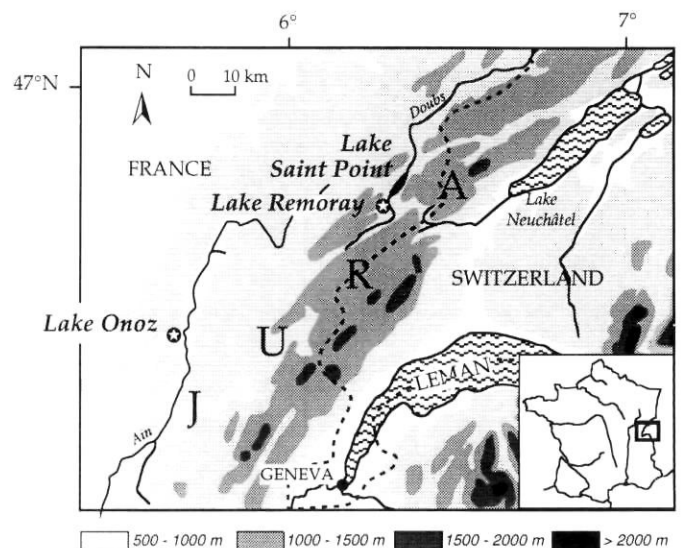 6°
7°
47°N
N
0 10 km
Doubs
Lake
Saint Point
FRANCE
A
Lake Remoray
Lake
Neuchâtel
R
SWITZERLAND
Lake Onoz
U
LEMAN
J
Ain
GENEVA
500 - 1000 m
1000 - 1500 m
1500 - 2000 m
> 2000 m